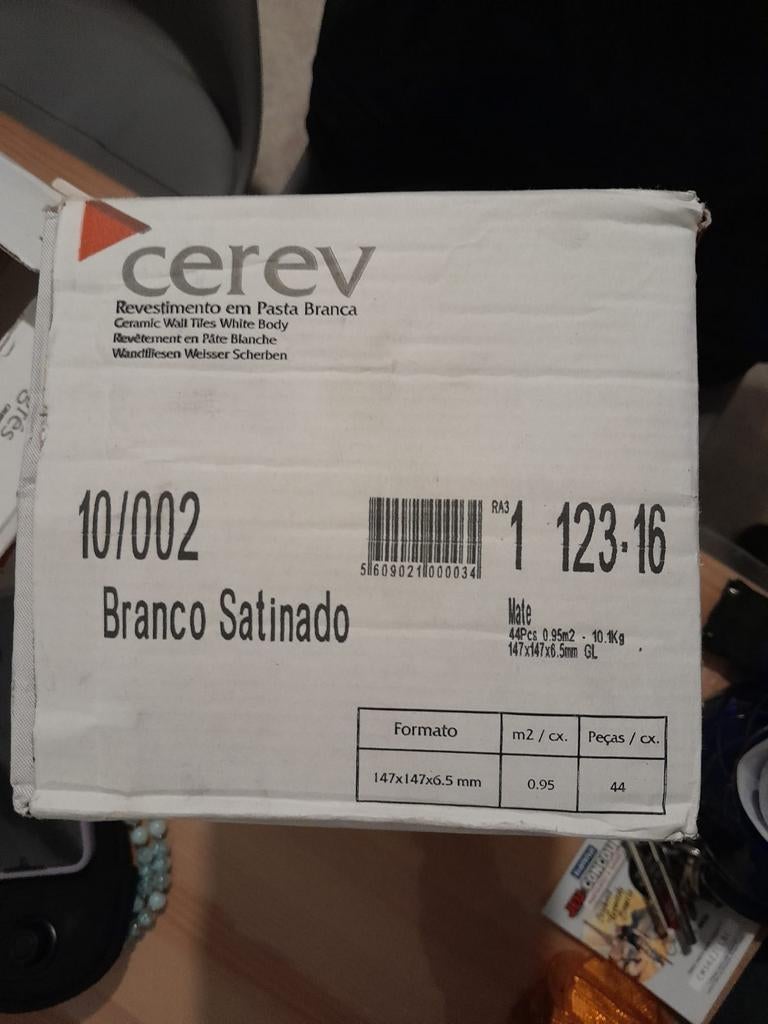 cerev
Revestimento em Pasta Branca
Ceramic Wall Tiles White Body
Revêtement en Pâte Blanche
Wandfliesen Weisser Scherben
10/002
5 609021 000034
RA3 1 123-16
Branco Satinado
Mate
44Pcs 0.95m2 - 10.1Kg
147x147x6.5mm GL
Formato m2 / cx. Peças / cx.
147x147x6.5 mm 0.95 44